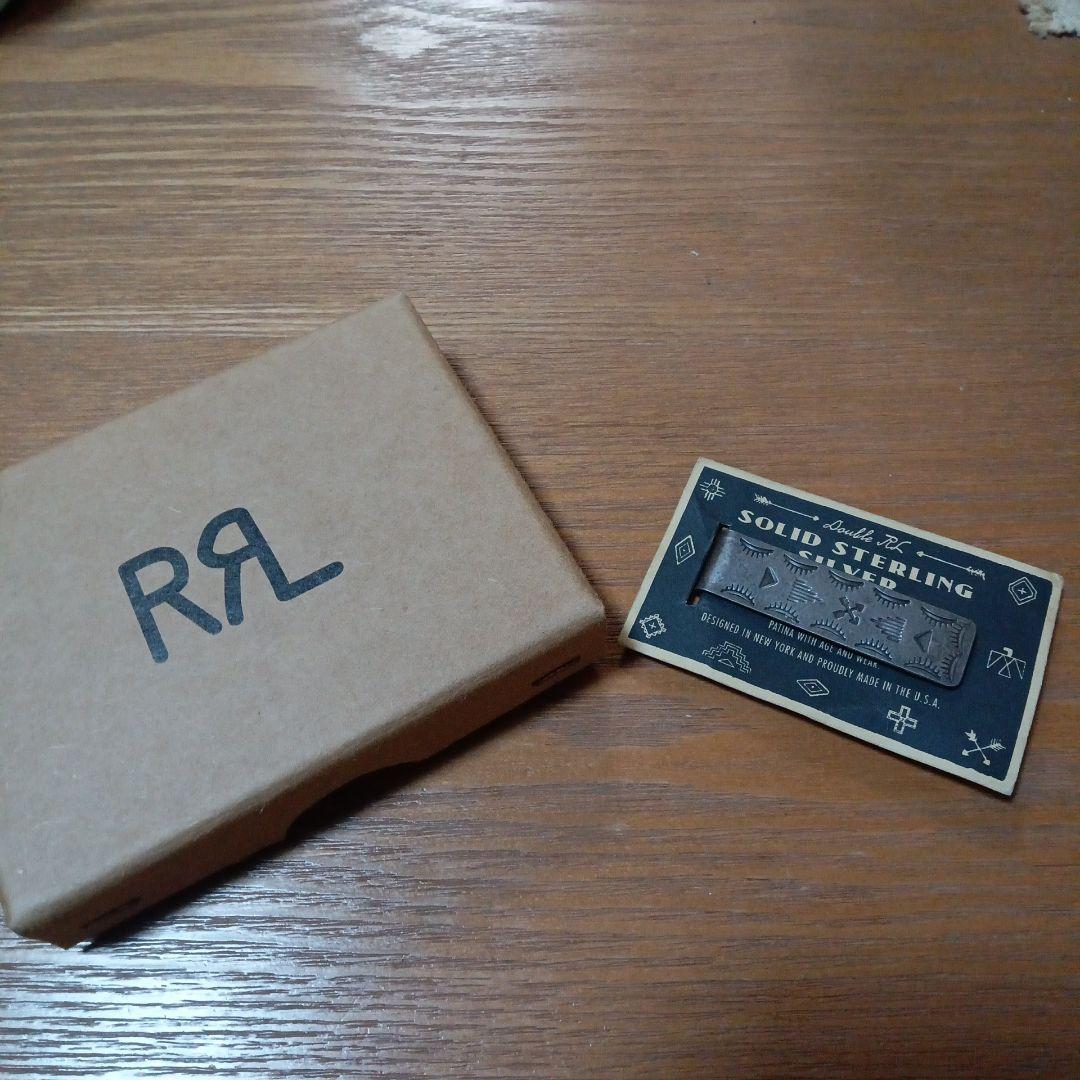 RRL
Double RL
SOLID STERLING
SILVER
PATINA WITH AGE AND WEAR.
DESIGNED IN NEW YORK AND PROUDLY MADE IN THE U.S.A.